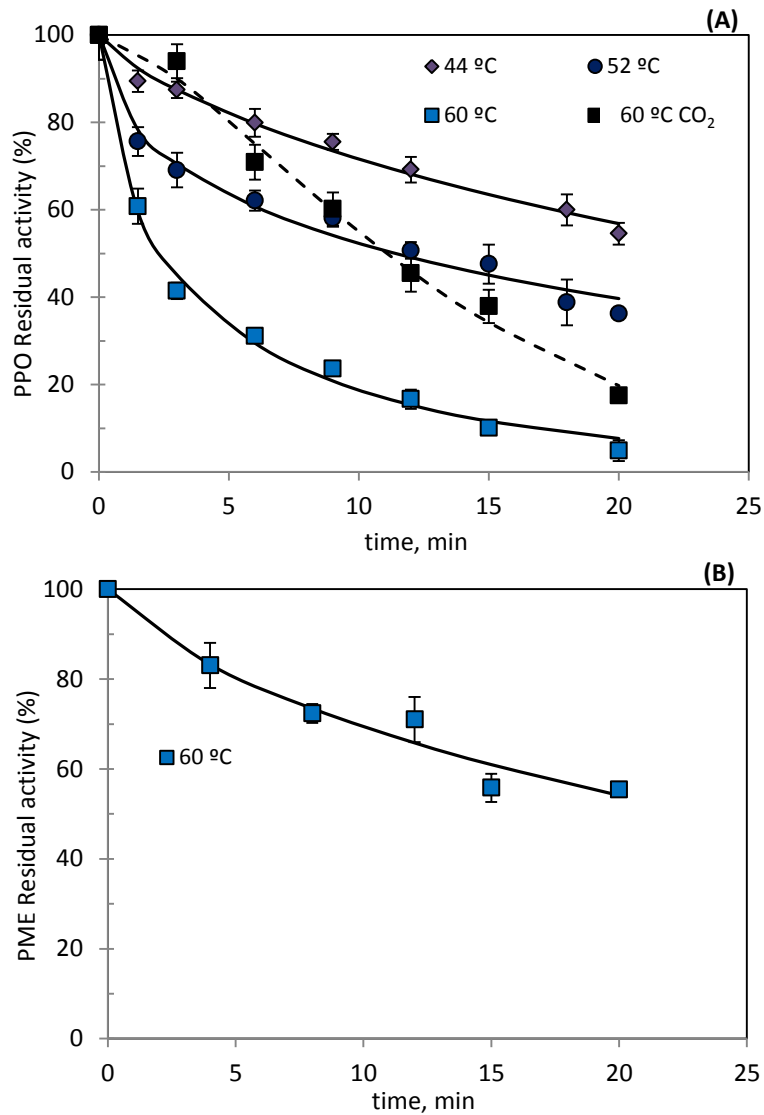 (A)
100
80
60
40
20
0
PPO Residual activity (%)
44 ºC
52 ºC
60 ºC
60 ºC CO₂
0 5 10 15 20 25
time, min
(B)
100
80
60
40
20
0
PME Residual activity (%)
60 ºC
0 5 10 15 20 25
time, min